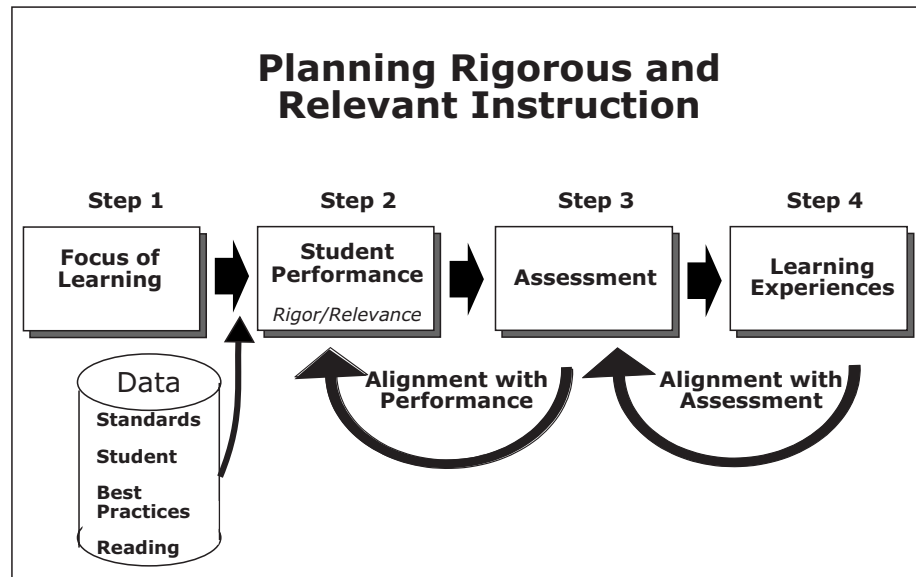 Planning Rigorous and
Relevant Instruction
Step 1
Step 2
Step 3
Step 4
Focus of
Learning
Student
Performance
Rigor/Relevance
Assessment
Learning
Experiences
Data
Standards
Student
Best
Practices
Reading
Alignment with
Performance
Alignment with
Assessment